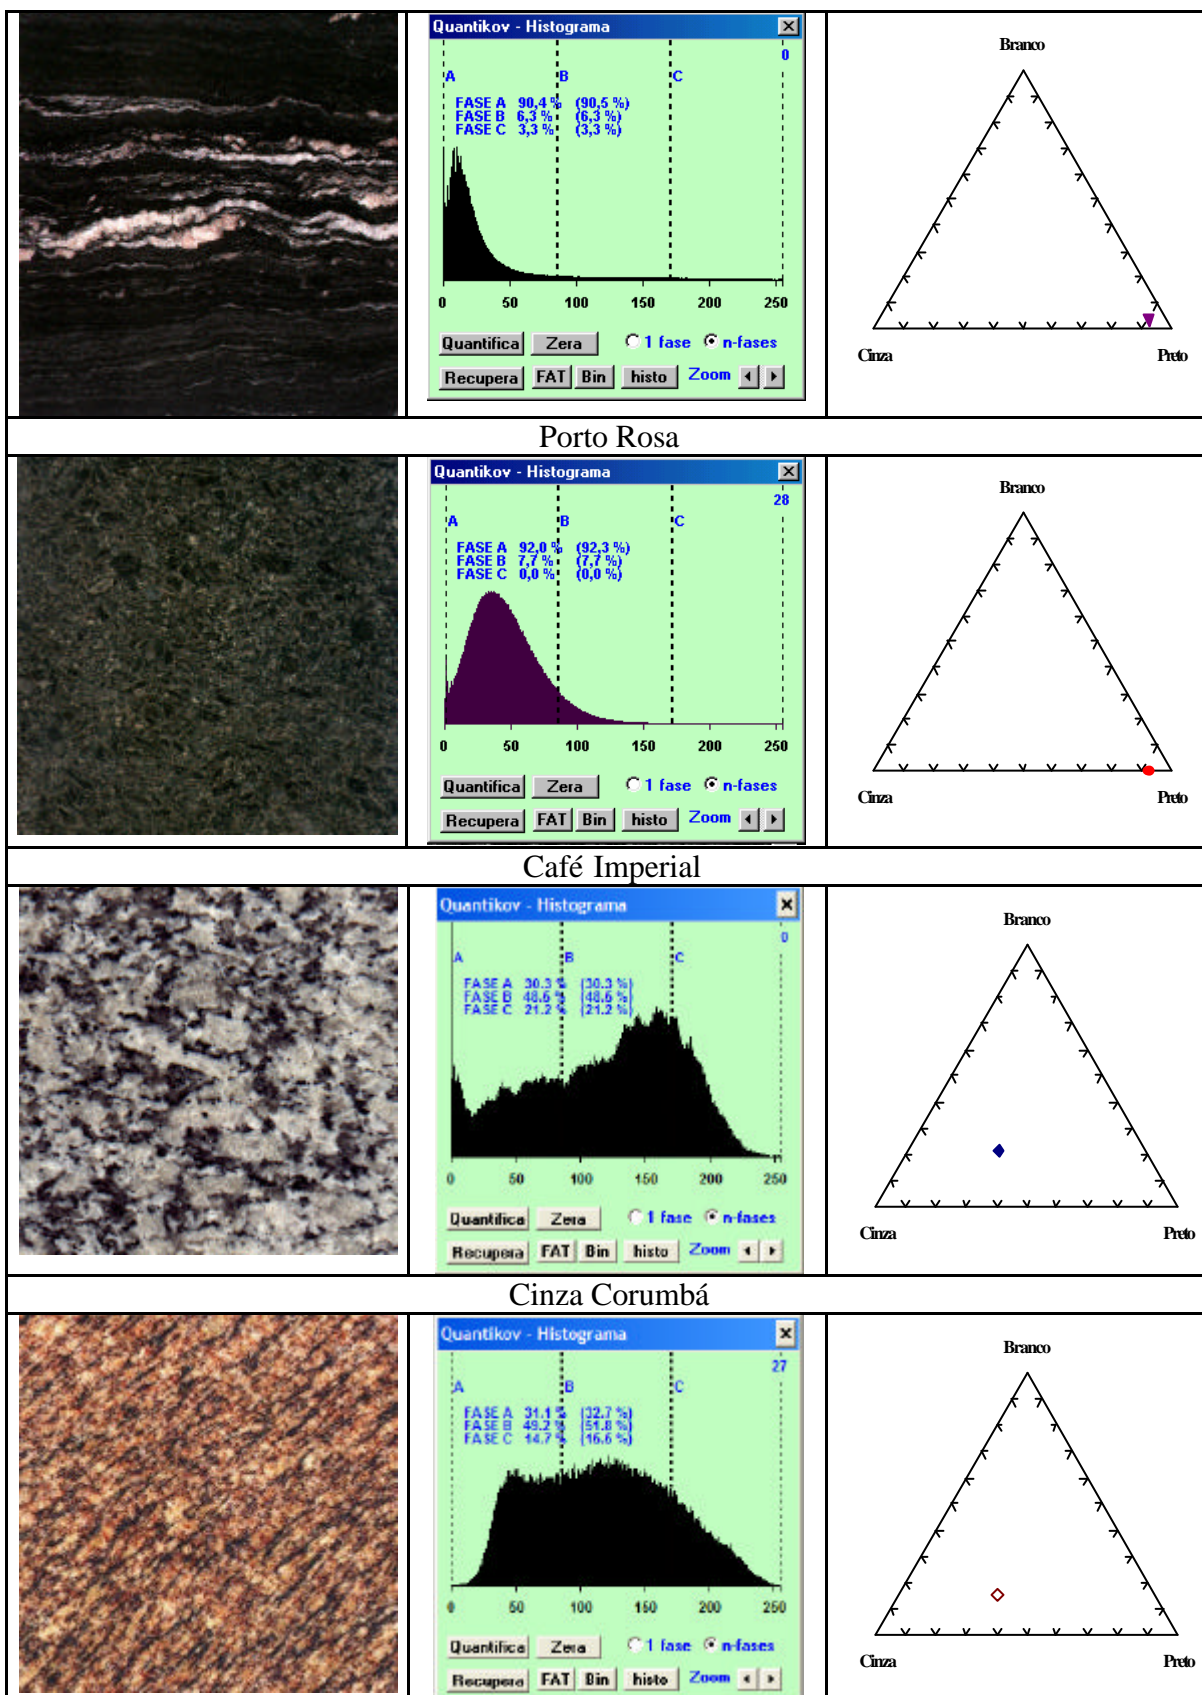 Quantikov - Histograma
0
A B C
FASE A 90,4 % (90,5 %)
FASE B 6,3 % (6,3 %)
FASE C 3,3 % (3,3 %)
0 50 100 150 200 250
Quantifica Zera 1 fase n-fases
Recupera FAT Bin histo Zoom
Branco
Cinza Preto
Porto Rosa
Quantikov - Histograma
28
A B C
FASE A 92,0 % (92,3 %)
FASE B 7,7 % (7,7 %)
FASE C 0,0 % (0,0 %)
0 50 100 150 200 250
Quantifica Zera 1 fase n-fases
Recupera FAT Bin histo Zoom
Branco
Cinza Preto
Café Imperial
Quantikov - Histograma
0
A B C
FASE A 30.3 % (30.3 %)
FASE B 48.6 % (48.6 %)
FASE C 21.2 % (21.2 %)
0 50 100 150 200 250
Quantifica Zera 1 fase n-fases
Recupera FAT Bin histo Zoom
Branco
Cinza Preto
Cinza Corumbá
Quantikov - Histograma
27
A B C
FASE A 31.1 % (32.7 %)
FASE B 49.2 % (51.8 %)
FASE C 14.7 % (16.6 %)
0 50 100 150 200 250
Quantifica Zera 1 fase n-fases
Recupera FAT Bin histo Zoom
Branco
Cinza Preto